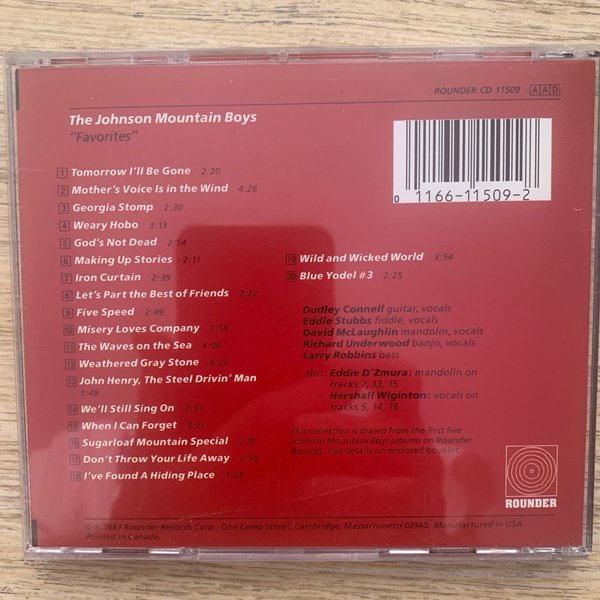 ROUNDER CD 11509 AAD
The Johnson Mountain Boys
"Favorites"
1 Tomorrow I'll Be Gone 2:20
2 Mother's Voice Is in the Wind 4:26
3 Georgia Stomp 2:30
4 Weary Hobo 3:13
5 God's Not Dead 2:54
6 Making Up Stories 2:11
7 Iron Curtain 2:39
8 Let's Part the Best of Friends 2:22
9 Five Speed 2:49
10 Misery Loves Company 2:58
11 The Waves on the Sea 4:00
12 Weathered Gray Stone 4:29
13 John Henry, The Steel Drivin' Man
1:49
14 We'll Still Sing On 2:57
15 When I Can Forget 3:21
16 Sugarloaf Mountain Special 2:30
17 Don't Throw Your Life Away 2:56
18 I've Found A Hiding Place 3:28
0 1166-11509-2
19 Wild and Wicked World 3:54
20 Blue Yodel #3 2:25
Dudley Connell guitar, vocals
Eddie Stubbs fiddle, vocals
David McLaughlin mandolin, vocals
Richard Underwood banjo, vocals
Larry Robbins bass
also: Eddie D'Zmura: mandolin on
tracks 7, 13, 15
Hershall Wiginton: vocals on
tracks 5, 14, 18
This collection is drawn from the first five
Johnson Mountain Boys albums on Rounder
Records. Full details on enclosed booklet.
ROUNDER
© ℗ 1987 Rounder Records Corp., One Camp Street, Cambridge, Massachusetts 02140. Manufactured in USA.
Printed in Canada.